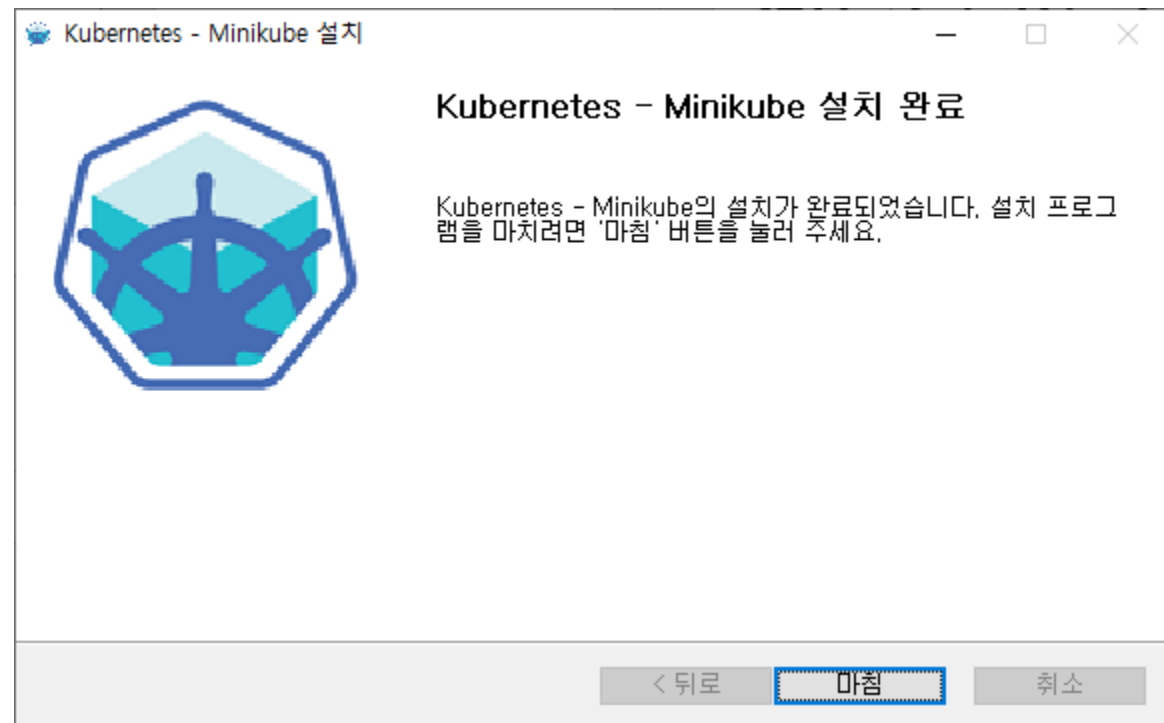 Kubernetes - Minikube 설치
Kubernetes - Minikube 설치 완료
Kubernetes - Minikube의 설치가 완료되었습니다. 설치 프로그
램을 마치려면 '마침' 버튼을 눌러 주세요.
< 뒤로
마침
취소